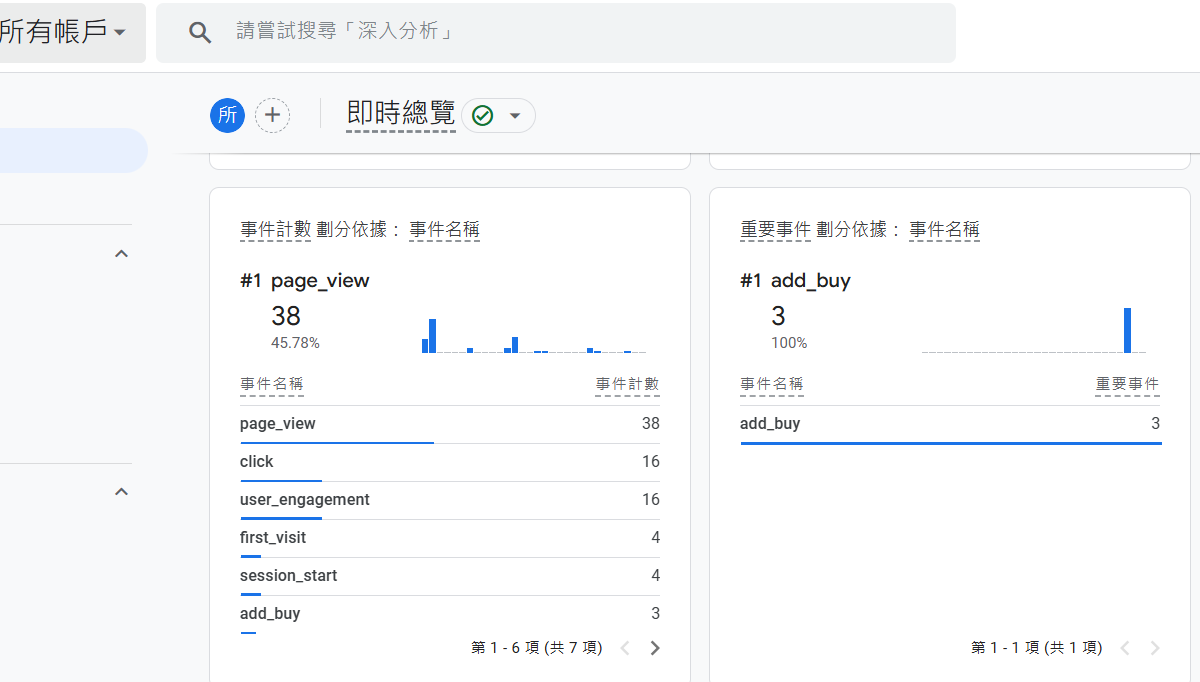 所有帳戶
請嘗試搜尋「深入分析」
所
即時總覽
事件計數 劃分依據： 事件名稱
#1 page_view
38
45.78%
事件名稱 事件計數
page_view 38
click 16
user_engagement 16
first_visit 4
session_start 4
add_buy 3
第 1 - 6 項 (共 7 項)
重要事件 劃分依據： 事件名稱
#1 add_buy
3
100%
事件名稱 重要事件
add_buy 3
第 1 - 1 項 (共 1 項)